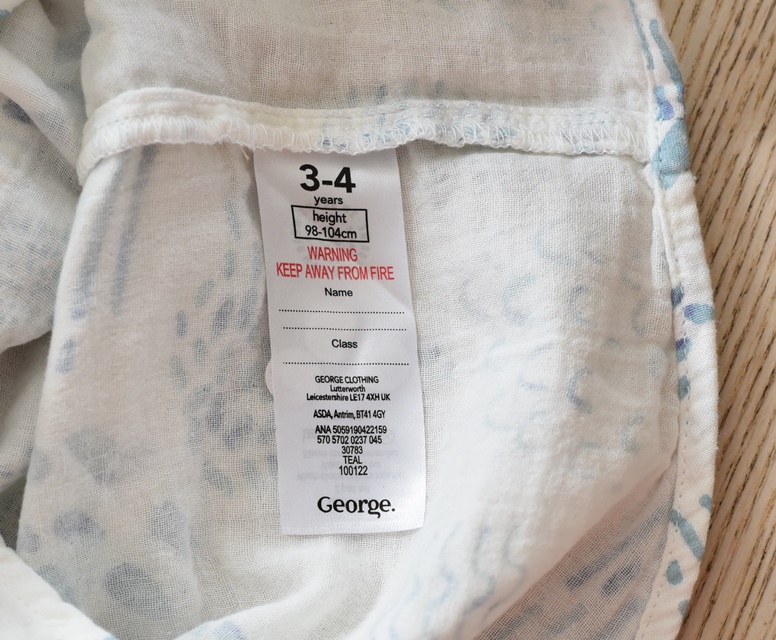 3-4
years
height
98-104cm
WARNING
KEEP AWAY FROM FIRE
Name
Class
GEORGE CLOTHING
Lutterworth
Leicestershire LE17 4XH UK
ASDA, Antrim, BT41 4GY
ANA 5059190422159
570 5702 0237 045
30783
TEAL
100122
George.